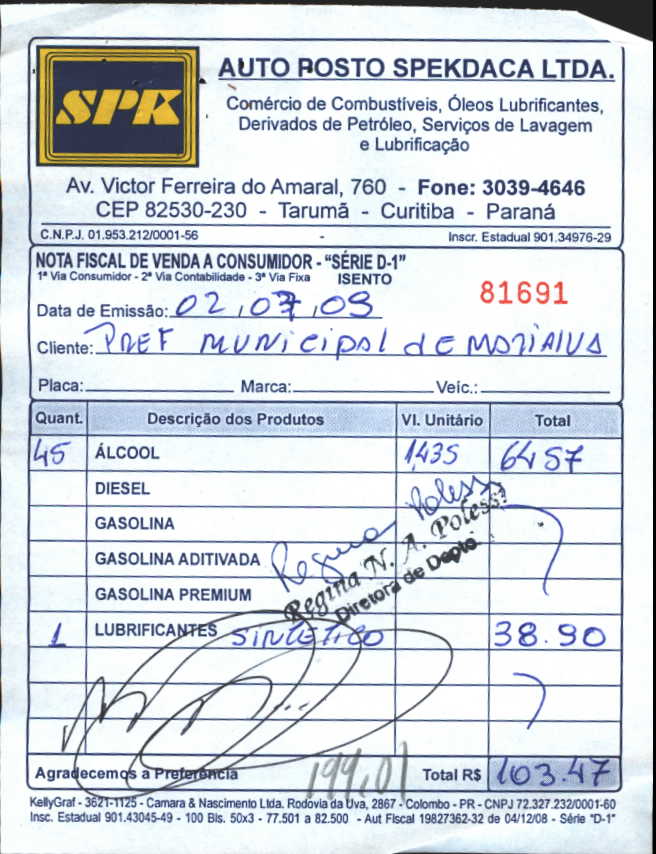 SPK
AUTO POSTO SPEKDACA LTDA.
Comércio de Combustíveis, Óleos Lubrificantes,
Derivados de Petróleo, Serviços de Lavagem
e Lubrificação
Av. Victor Ferreira do Amaral, 760 - Fone: 3039-4646
CEP 82530-230 - Tarumã - Curitiba - Paraná
C.N.P.J. 01.953.212/0001-56 - Inscr. Estadual 901.34976-29
NOTA FISCAL DE VENDA A CONSUMIDOR - "SÉRIE D-1"
1ª Via Consumidor - 2ª Via Contabilidade - 3ª Via Fixa ISENTO
81691
Data de Emissão: 02,07,09
Cliente: PREF MUNICIPAL de MARIALVA
Placa: Marca: Veíc.:
Quant. Descrição dos Produtos Vl. Unitário Total
45 ÁLCOOL 1,435 64 57
DIESEL
GASOLINA
GASOLINA ADITIVADA
GASOLINA PREMIUM
Regina Poless
Regina N. A. Poless
Diretora de Depto.
1 LUBRIFICANTES SINTETICO 38.90
Agradecemos a Preferência 199,01 Total R$ 103.47
KellyGraf - 3621-1125 - Camara & Nascimento Ltda. Rodovia da Uva, 2867 - Colombo - PR - CNPJ 72.327.232/0001-60
Insc. Estadual 901.43045-49 - 100 Bls. 50x3 - 77.501 a 82.500 - Aut Fiscal 19827362-32 de 04/12/08 - Série "D-1"